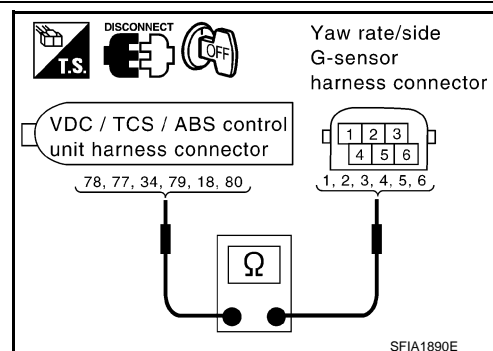 T.S.
DISCONNECT
OFF
Yaw rate/side
G-sensor
harness connector
VDC / TCS / ABS control
unit harness connector
1 2 3
4 5 6
78, 77, 34, 79, 18, 80
1, 2, 3, 4, 5, 6
Ω
SFIA1890E